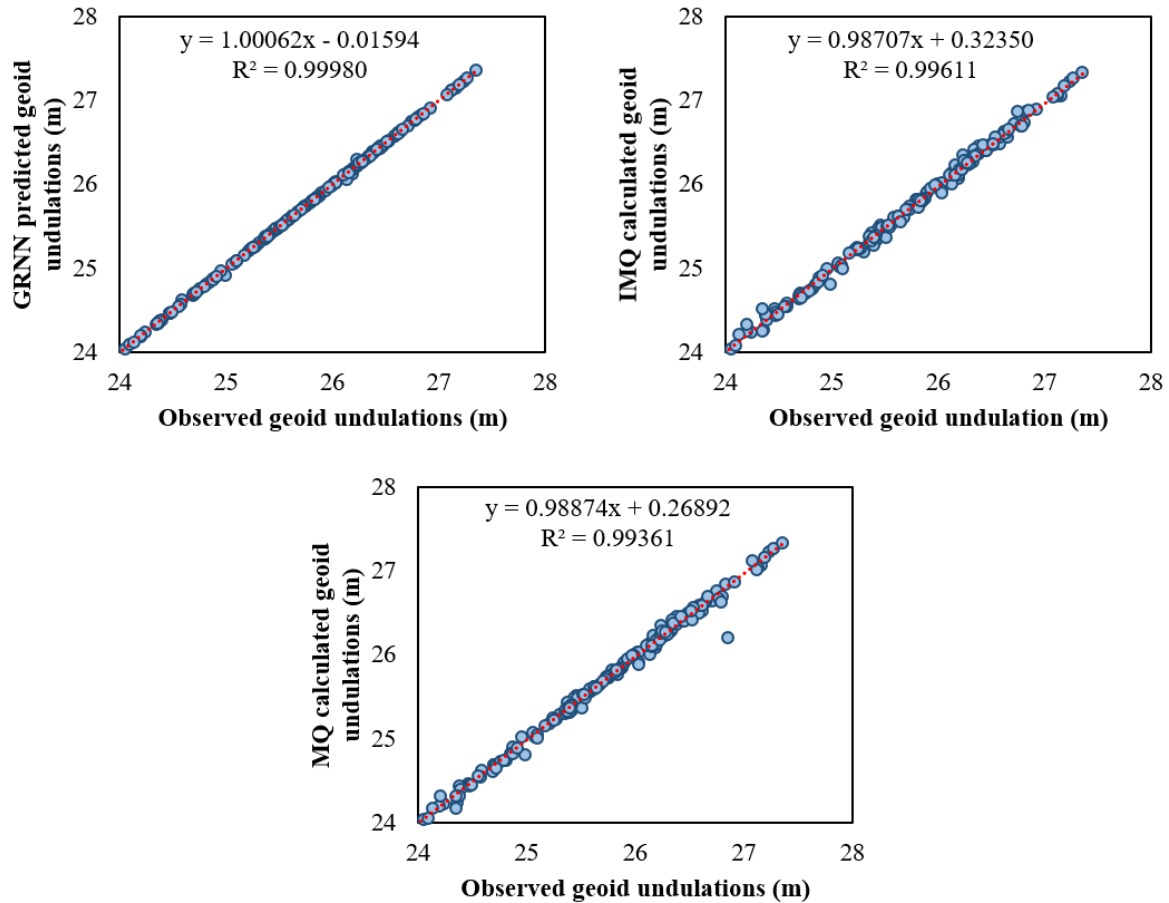 GRNN predicted geoid
undulations (m)
28
27
26
25
24
y = 1.00062x - 0.01594
R² = 0.99980
24 25 26 27 28
Observed geoid undulations (m)
IMQ calculated geoid
undulations (m)
28
27
26
25
24
y = 0.98707x + 0.32350
R² = 0.99611
24 25 26 27 28
Observed geoid undulation (m)
MQ calculated geoid
undulations (m)
28
27
26
25
24
y = 0.98874x + 0.26892
R² = 0.99361
24 25 26 27 28
Observed geoid undulations (m)